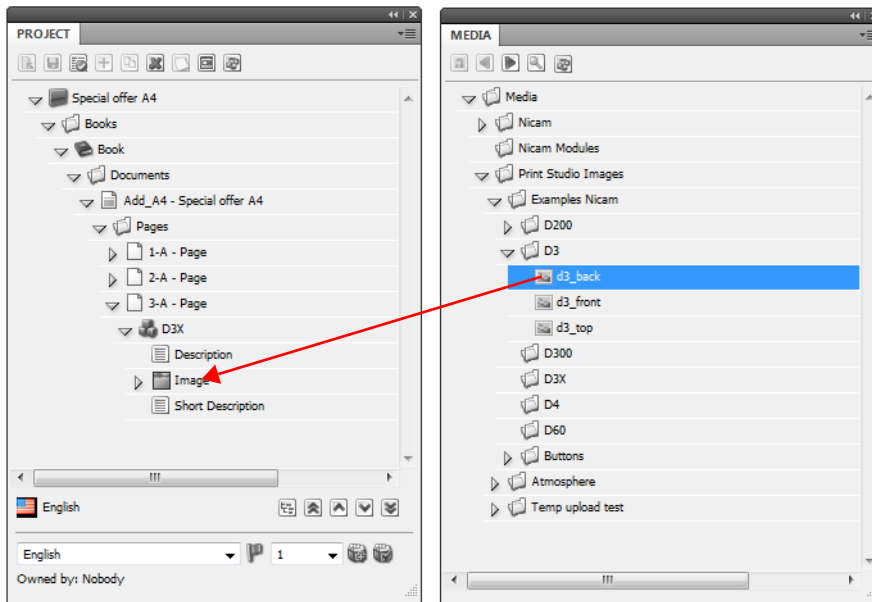 PROJECT
Special offer A4
Books
Book
Documents
Add_A4 - Special offer A4
Pages
1-A - Page
2-A - Page
3-A - Page
D3X
Description
Image
Short Description
English
English
1
Owned by: Nobody
MEDIA
Media
Nicam
Nicam Modules
Print Studio Images
Examples Nicam
D200
D3
d3_back
d3_front
d3_top
D300
D3X
D4
D60
Buttons
Atmosphere
Temp upload test